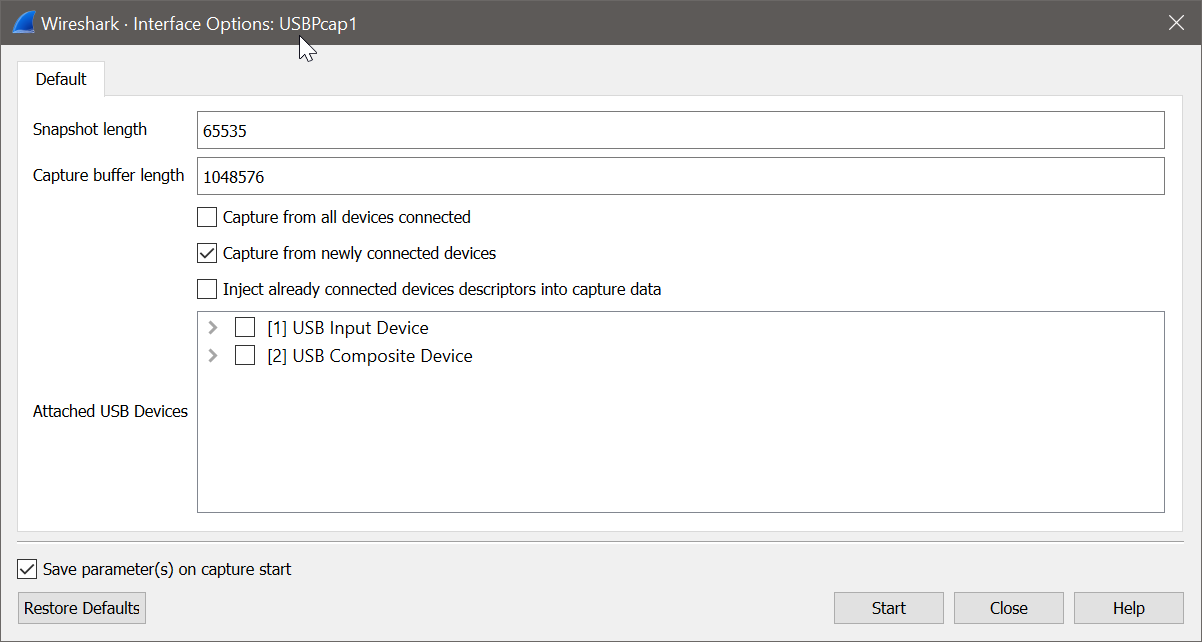 Wireshark · Interface Options: USBPcap1
Default
Snapshot length
65535
Capture buffer length
1048576
Capture from all devices connected
Capture from newly connected devices
Inject already connected devices descriptors into capture data
[1] USB Input Device
[2] USB Composite Device
Attached USB Devices
Save parameter(s) on capture start
Restore Defaults
Start
Close
Help